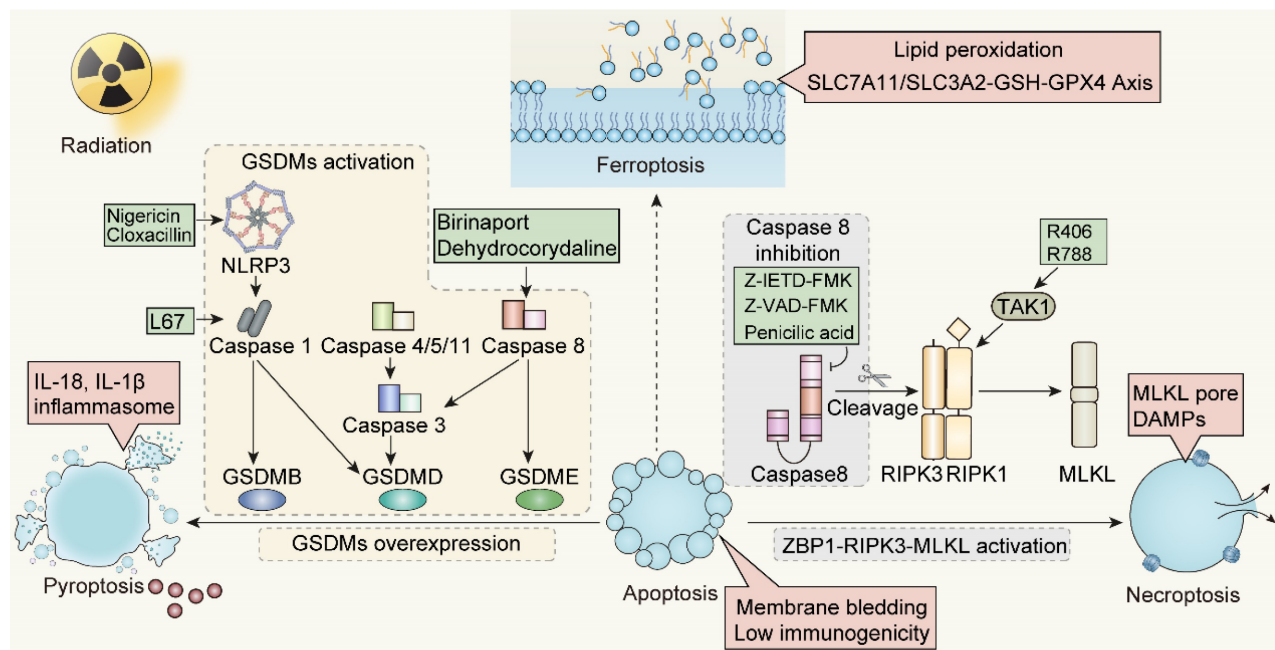 Radiation
Lipid peroxidation
SLC7A11/SLC3A2-GSH-GPX4 Axis
Ferroptosis
GSDMs activation
Nigericin
Cloxacillin
NLRP3
Birinaport
Dehydrocorydaline
L67
Caspase 1
Caspase 4/5/11
Caspase 8
Caspase 3
GSDMB
GSDMD
GSDME
IL-18, IL-1β
inflammasome
Pyroptosis
GSDMs overexpression
Apoptosis
Membrane bledding
Low immunogenicity
Caspase 8
inhibition
Z-IETD-FMK
Z-VAD-FMK
Penicilic acid
Cleavage
Caspase8
R406
R788
TAK1
RIPK3
RIPK1
MLKL
ZBP1-RIPK3-MLKL activation
MLKL pore
DAMPs
Necroptosis